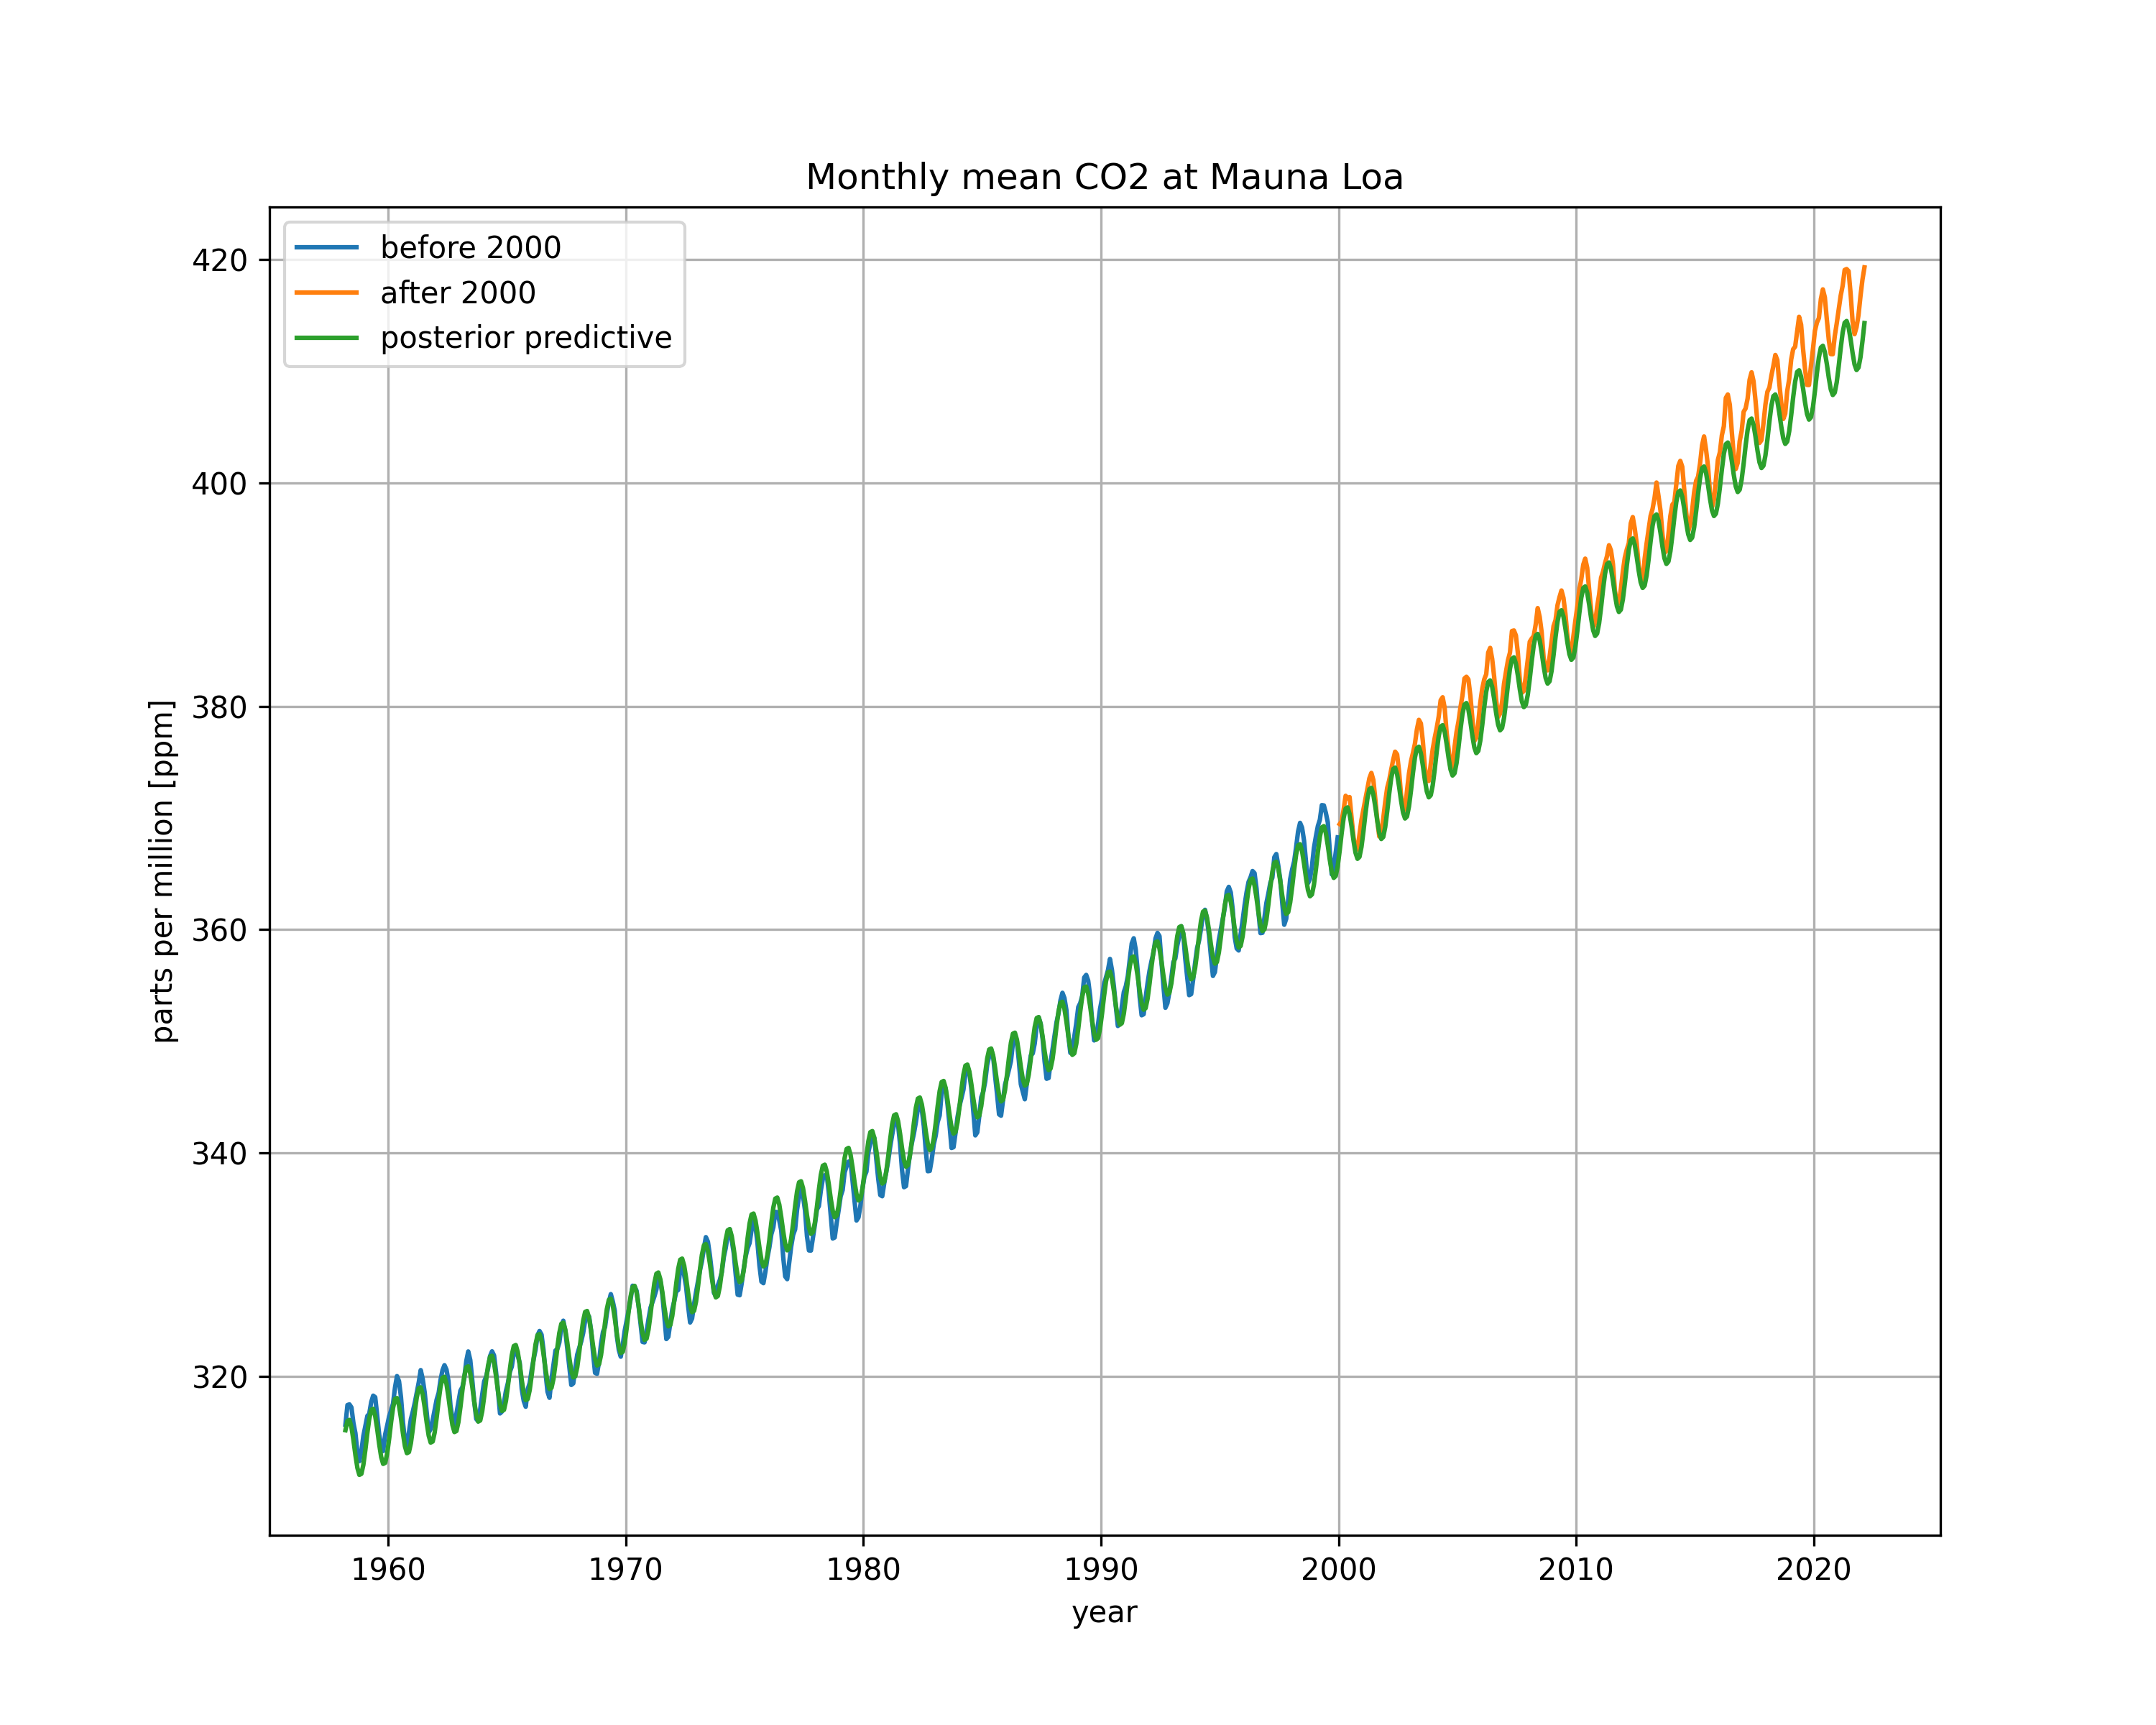 Monthly mean CO2 at Mauna Loa
before 2000
after 2000
posterior predictive
420
400
380
360
340
320
parts per million [ppm]
1960 1970 1980 1990 2000 2010 2020
year